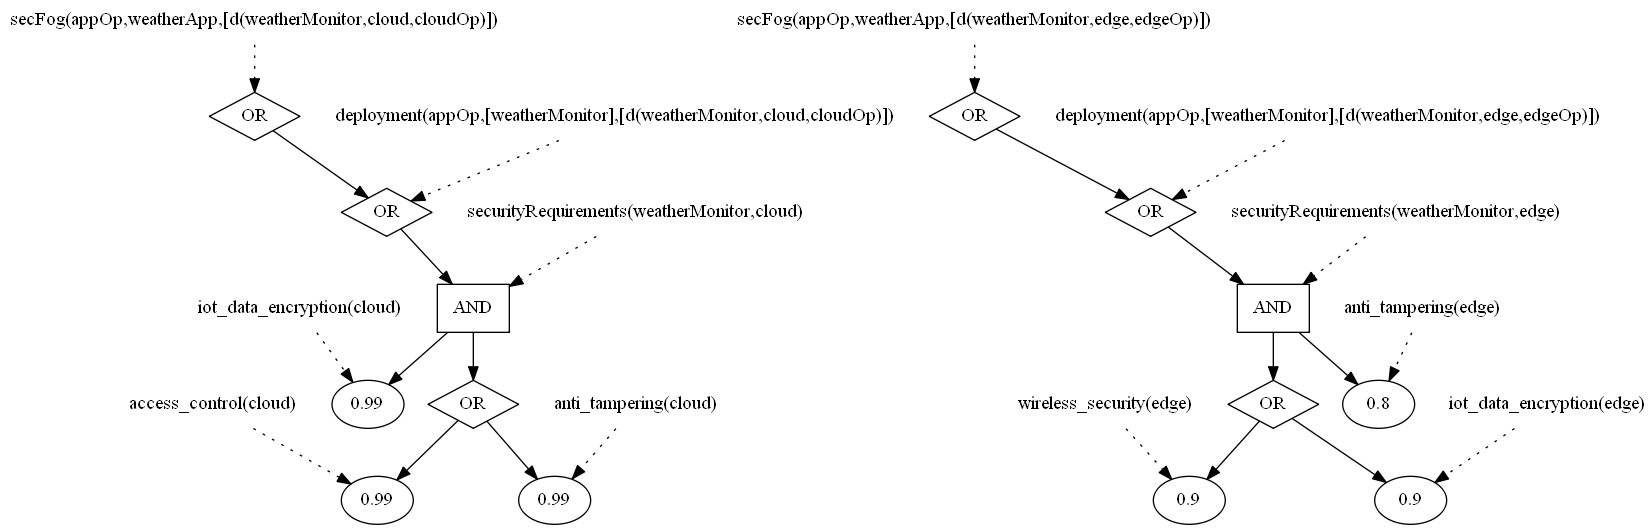 secFog(appOp,weatherApp,[d(weatherMonitor,cloud,cloudOp)])
secFog(appOp,weatherApp,[d(weatherMonitor,edge,edgeOp)])
OR
deployment(appOp,[weatherMonitor],[d(weatherMonitor,cloud,cloudOp)])
OR
deployment(appOp,[weatherMonitor],[d(weatherMonitor,edge,edgeOp)])
OR
securityRequirements(weatherMonitor,cloud)
OR
securityRequirements(weatherMonitor,edge)
iot_data_encryption(cloud)
AND
AND
anti_tampering(edge)
access_control(cloud)
0.99
OR
anti_tampering(cloud)
wireless_security(edge)
OR
0.8
iot_data_encryption(edge)
0.99
0.99
0.9
0.9